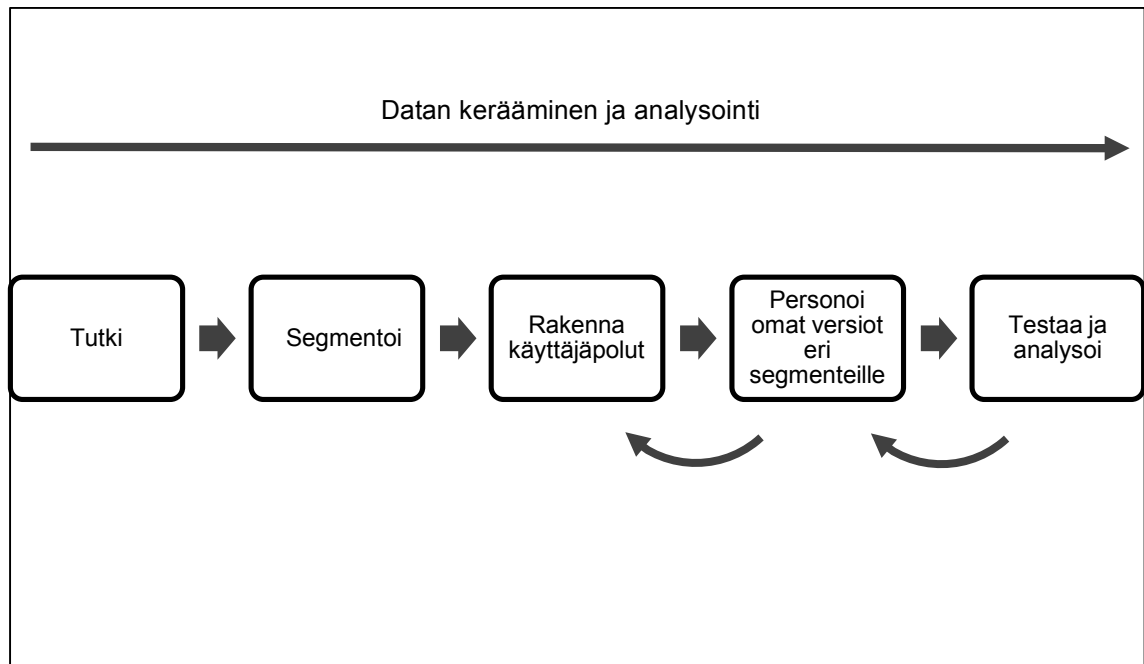 Datan kerääminen ja analysointi
Tutki
Segmentoi
Rakenna
käyttäjäpolut
Personoi
omat versiot
eri
segmenteille
Testaa ja
analysoi